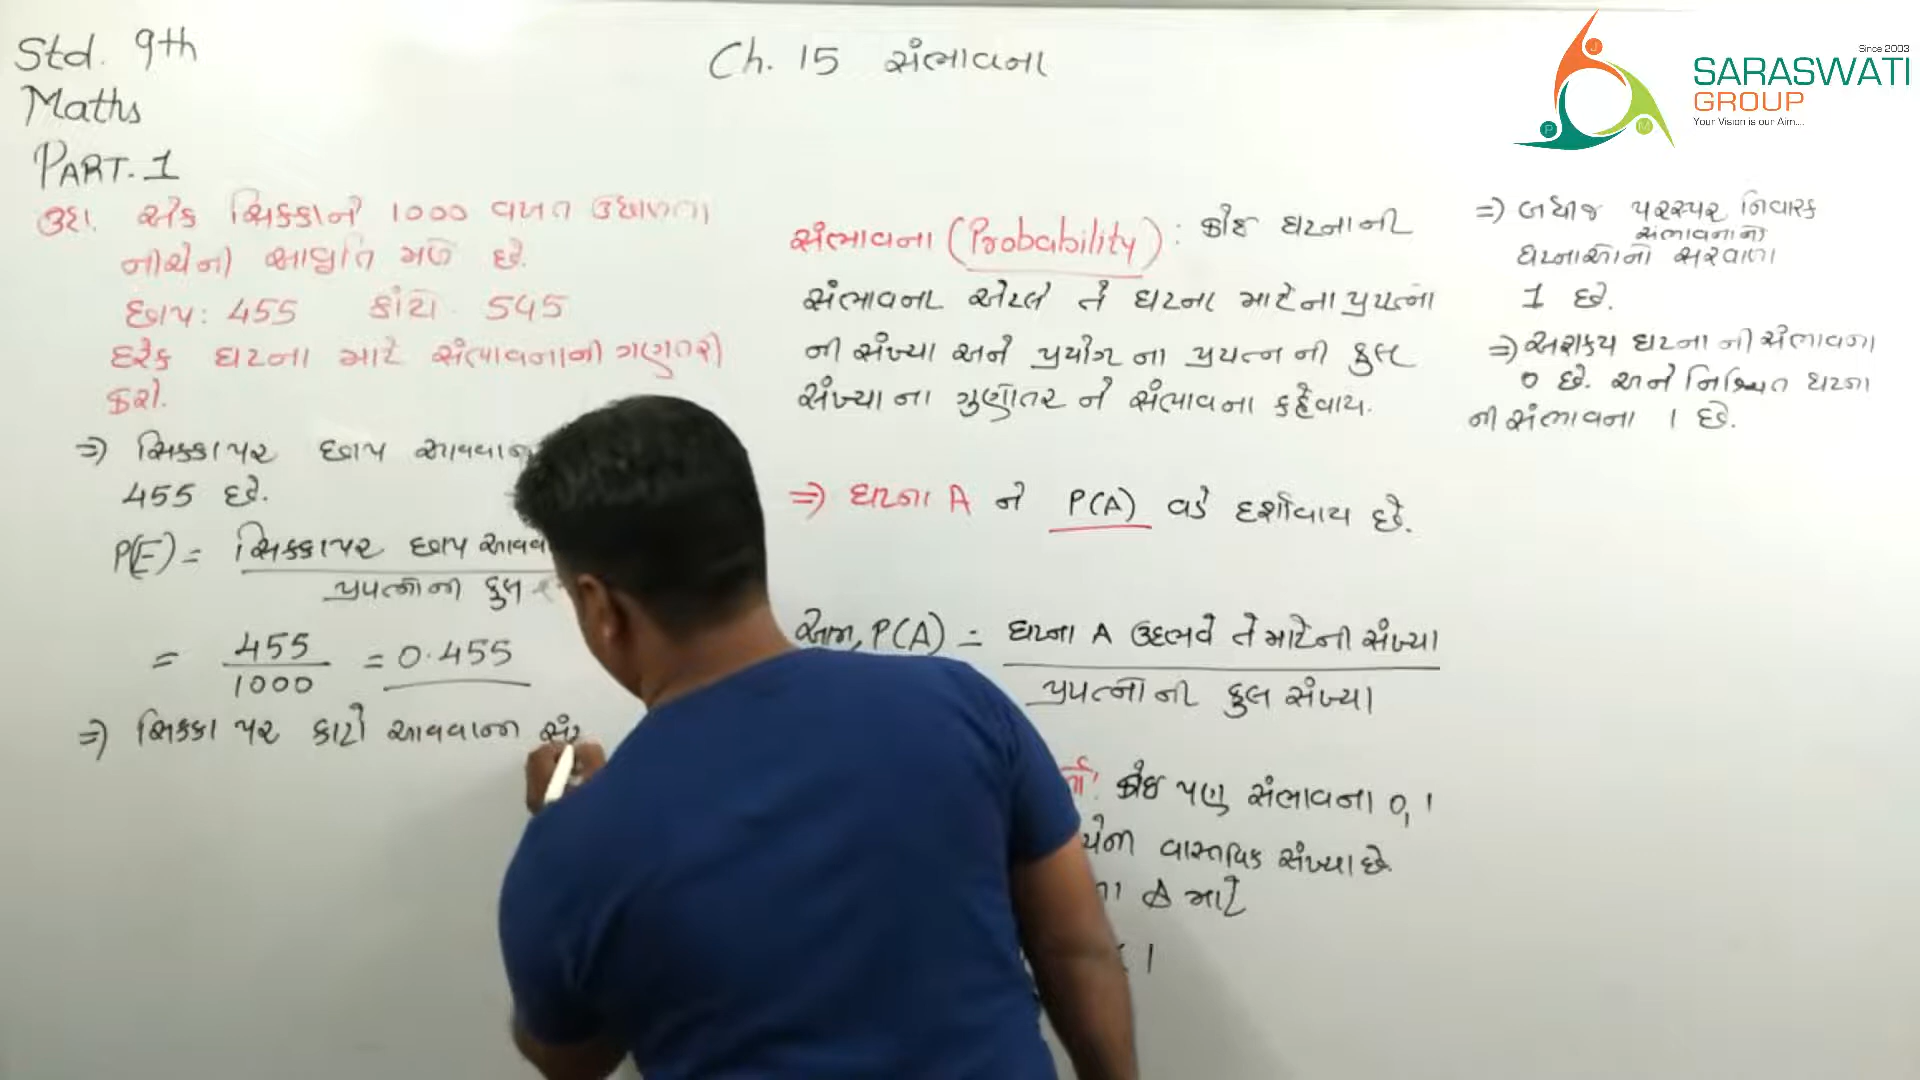 Std. 9th
Maths
PART. 1
Ch. 15 સંભાવના
Since 2003
SARASWATI
GROUP
Your Vision is our Aim....
ઉદા. એક સિક્કાને 1000 વખત ઉછાળતા
નીચેની આવૃત્તિ મળે છે.
છાપ: 455 કાંટો. 545
દરેક ઘટના માટે સંભાવનાની ગણતરી
કરો.
⇒ સિક્કા પર છાપ આવવાની
455 છે.
P(E) = સિક્કા પર છાપ આવવ
પ્રયત્નોની કુલ
= 455/1000 = 0.455
⇒ સિક્કા પર કાટો આવવાની સં
સંભાવના (Probability): કોઈ ઘટનાની
સંભાવના એટલે તે ઘટના માટેના પ્રયત્નો
ની સંખ્યા અને પ્રયોગ ના પ્રયત્ન ની કુલ
સંખ્યા ના ગુણોતર ને સંભાવના કહેવાય.
⇒ ઘટના A ને P(A) વડે દર્શાવાય છે.
આમ, P(A) = ઘટના A ઉદભવે તે માટેની સંખ્યા
પ્રયત્નોની કુલ સંખ્યા
કોઈ પણ સંભાવના 0, 1
વાસ્તવિક સંખ્યા છે.
A માટે
1
⇒ બધીજ પરસ્પર નિવારક
સંભાવનાનો
ઘટનાઓનો સરવાળા
1 છે.
⇒ અશક્ય ઘટના ની સંભાવના
0 છે. અને નિશ્ચિત ઘટના
ની સંભાવના 1 છે.